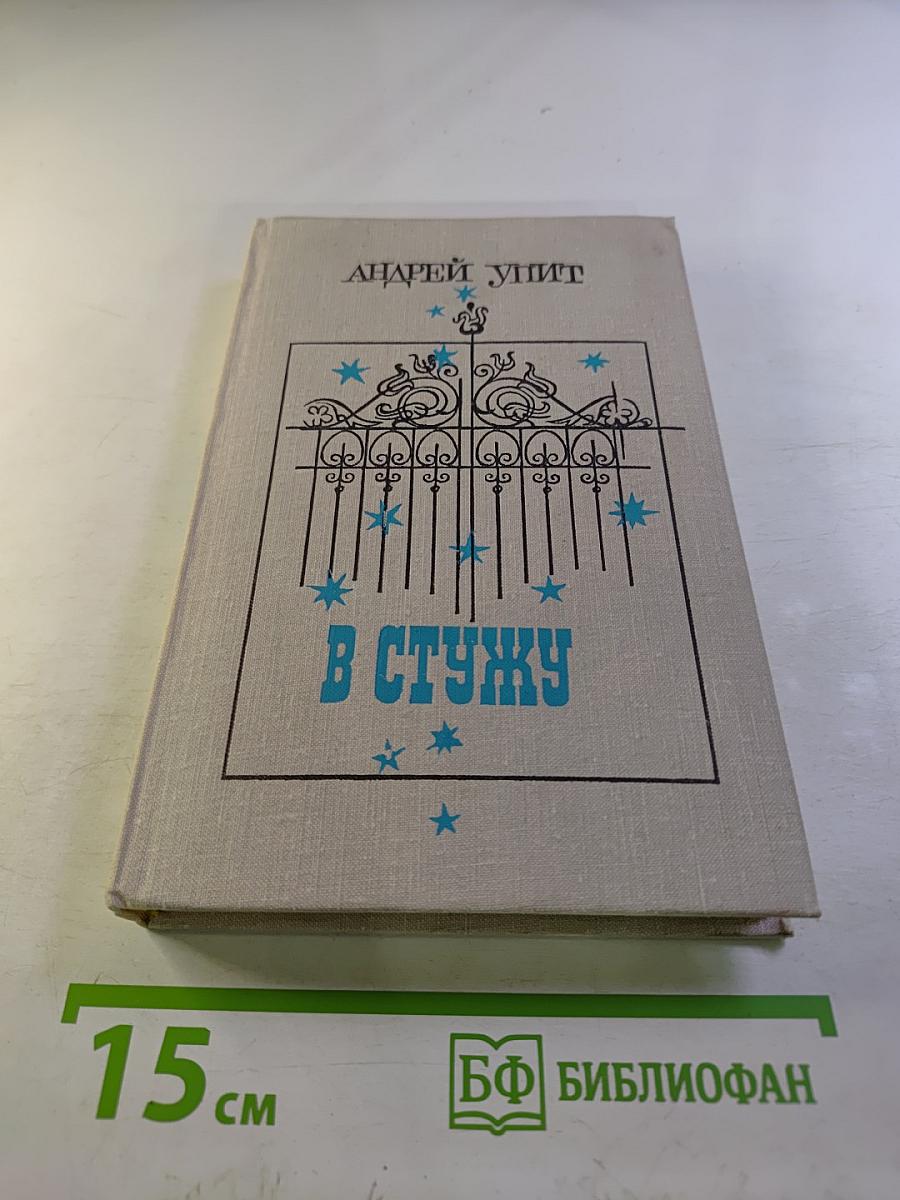 АНДРЕЙ УПИТ
В СТУЖУ
15 см
БФ БИБЛИОФАН